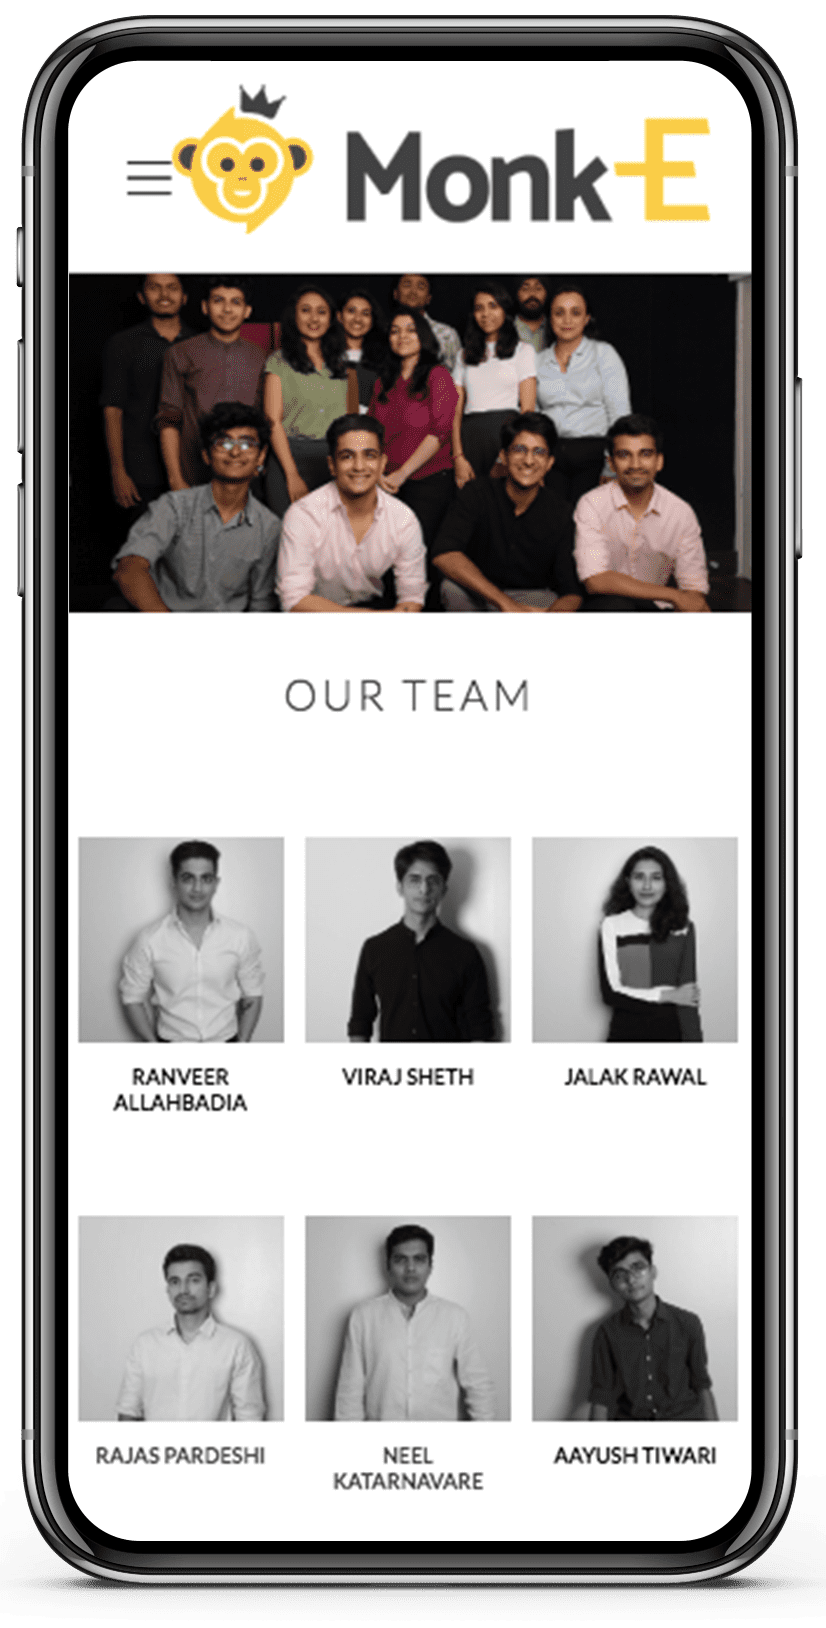 Monk-E
OUR TEAM
RANVEER
ALLAHBADIA
VIRAJ SHETH
JALAK RAWAL
RAJAS PARDESHI
NEEL
KATARNAVARE
AAYUSH TIWARI